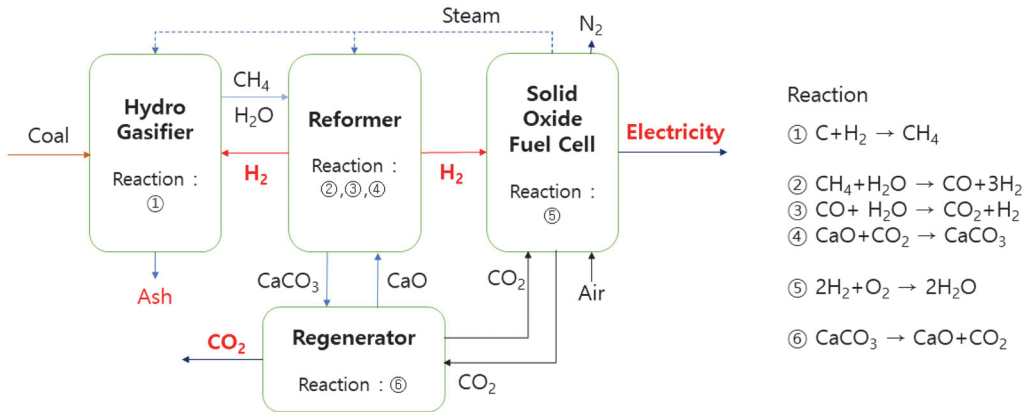 Steam
N2
Hydro
Gasifier
Reaction :
①
CH4
H2O
Reformer
Reaction :
②,③,④
Solid
Oxide
Fuel Cell
Reaction :
⑤
Coal
H2
H2
Electricity
Ash
CaCO3
CaO
CO2
Air
Regenerator
Reaction : ⑥
CO2
CO2
Reaction
① C+H2 → CH4
② CH4+H2O → CO+3H2
③ CO+ H2O → CO2+H2
④ CaO+CO2 → CaCO3
⑤ 2H2+O2 → 2H2O
⑥ CaCO3 → CaO+CO2